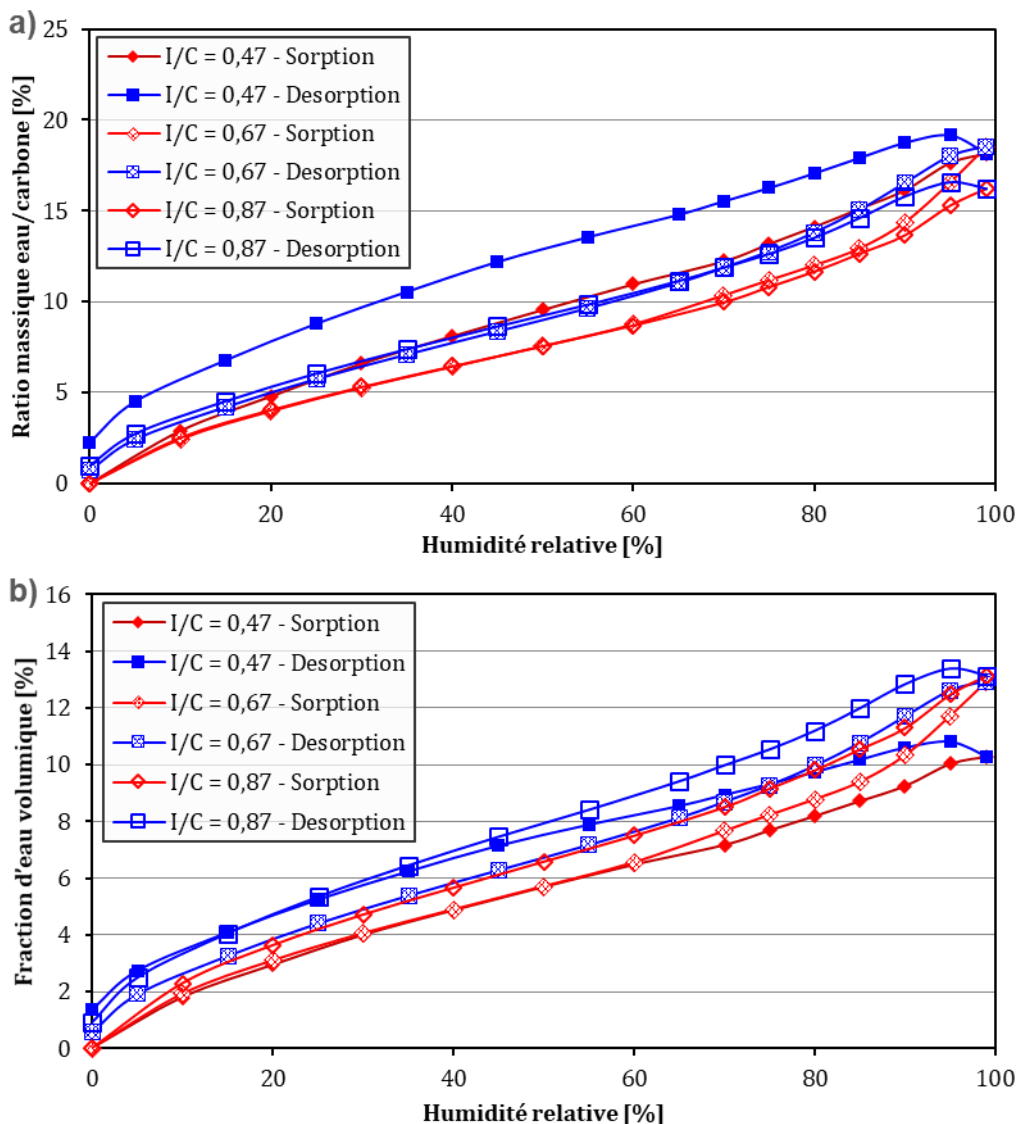 a)
Ratio massique eau/carbone [%]
25
20
15
10
5
0
I/C = 0,47 - Sorption
I/C = 0,47 - Desorption
I/C = 0,67 - Sorption
I/C = 0,67 - Desorption
I/C = 0,87 - Sorption
I/C = 0,87 - Desorption
0 20 40 60 80 100
Humidité relative [%]
b)
Fraction d'eau volumique [%]
16
14
12
10
8
6
4
2
0
I/C = 0,47 - Sorption
I/C = 0,47 - Desorption
I/C = 0,67 - Sorption
I/C = 0,67 - Desorption
I/C = 0,87 - Sorption
I/C = 0,87 - Desorption
0 20 40 60 80 100
Humidité relative [%]